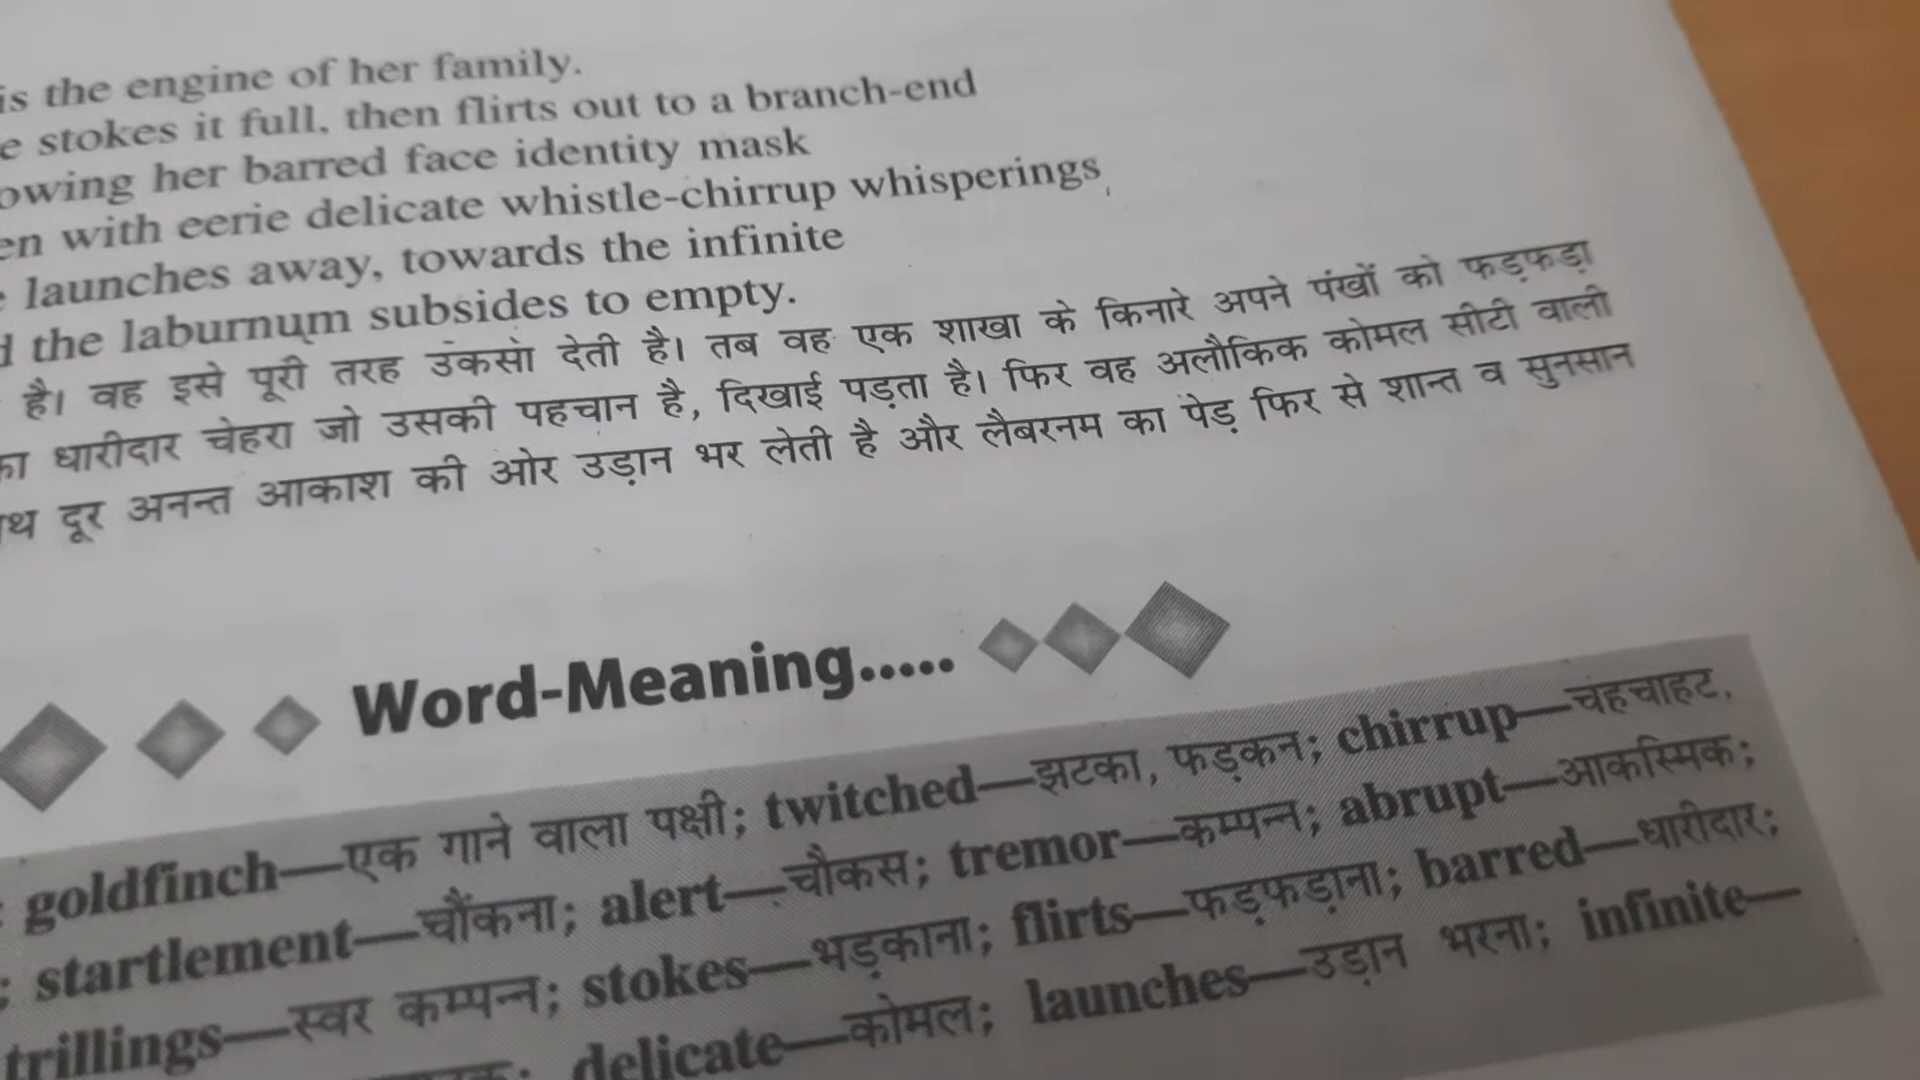 is the engine of her family.
stokes it full, then flirts out to a branch-end
her barred face identity mask
with eerie delicate whistle-chirrup whisperings
launches away, towards the infinite
the laburnum subsides to empty.
है। वह इसे पूरी तरह उकसा देती है। तब वह एक शाखा के किनारे अपने पंखों को फड़फड़ा
का धारीदार चेहरा जो उसकी पहचान है, दिखाई पड़ता है। फिर वह अलौकिक कोमल सीटी वाली
दूर अनन्त आकाश की ओर उड़ान भर लेती है और लैबरनम का पेड़ फिर से शान्त व सुनसान
Word-Meaning.....
goldfinch—एक गाने वाला पक्षी; twitched—झटका, फड़कन; chirrup—चहचाहट,
; startlement—चौंकना; alert—चौकस; tremor—कम्पन्न; abrupt—आकस्मिक;
trillings—स्वर कम्पन्न; stokes—भड़काना; flirts—फड़फड़ाना; barred—धारीदार;
delicate—कोमल; launches—उड़ान भरना; infinite—